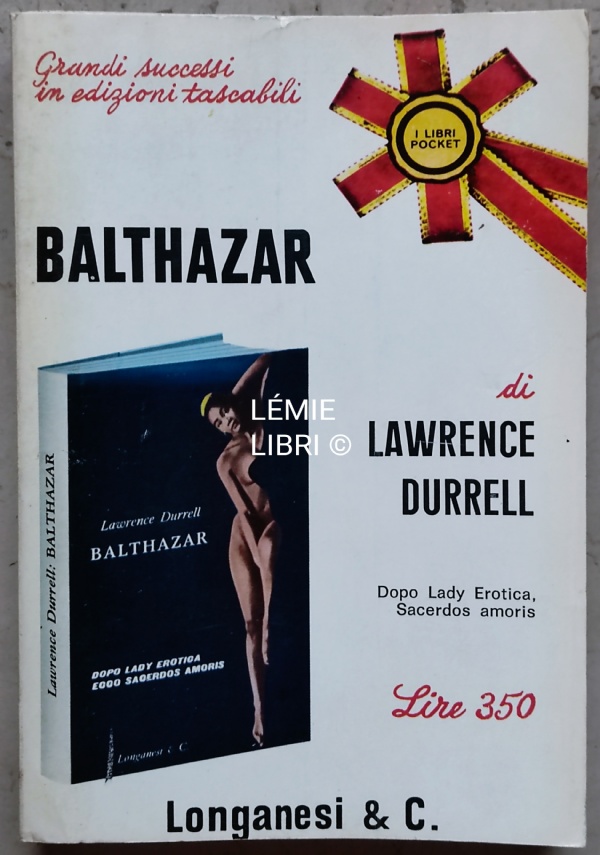 Grandi successi
in edizioni tascabili
I LIBRI
POCKET
BALTHAZAR
di
LAWRENCE
DURRELL
Dopo Lady Erotica,
Sacerdos amoris
Lire 350
Lawrence Durrell: BALTHAZAR
Lawrence Durrell
BALTHAZAR
DOPO LADY EROTICA
ECCO SACERDOS AMORIS
Longanesi & C.
LÉMIE
LIBRI ©
Longanesi & C.